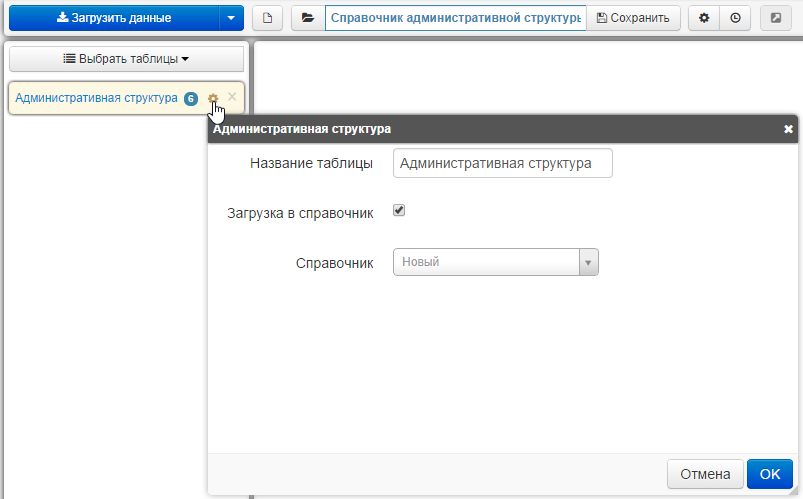 Загрузить данные
Справочник административной структуры
Сохранить
Выбрать таблицы
Административная структура 6
Административная структура
Название таблицы Административная структура
Загрузка в справочник
Справочник Новый
Отмена OK